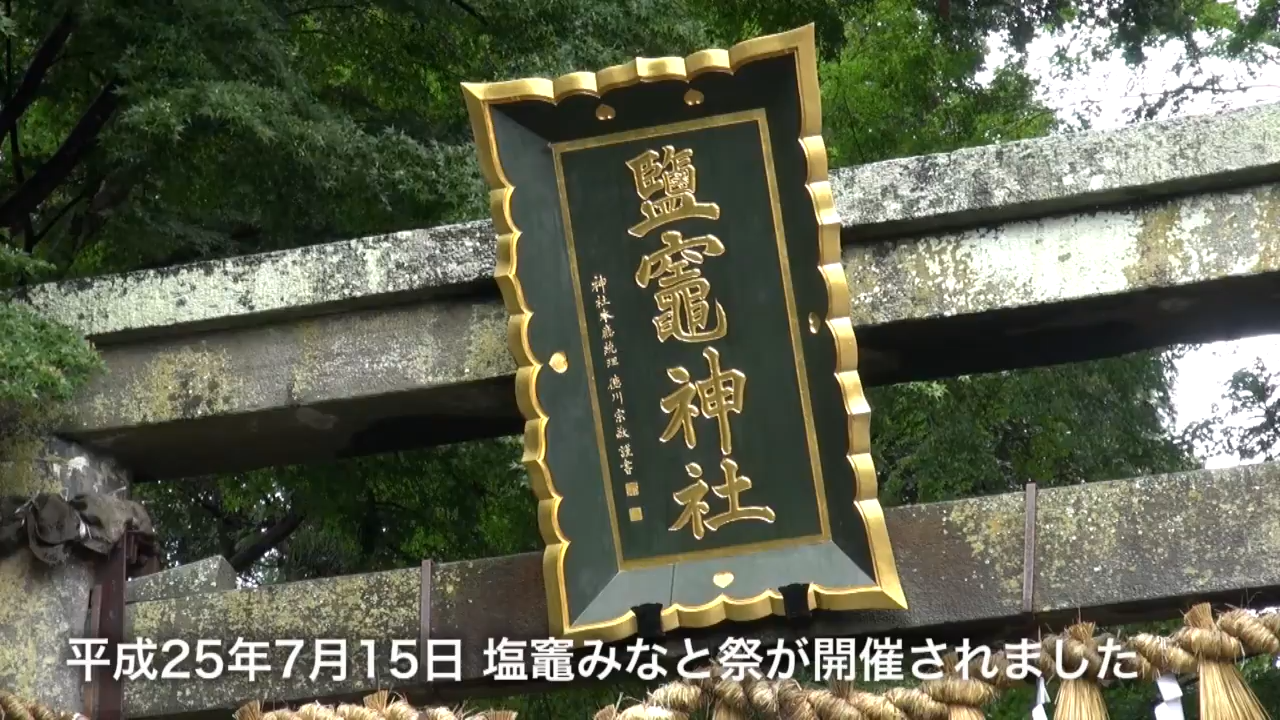 鹽竈神社
神社本廳統理 徳川宗敬 謹書
平成25年7月15日 塩竈みなと祭が開催されました